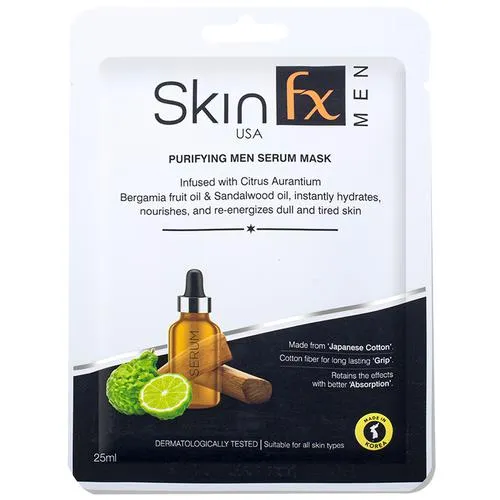 Skin fx MEN
USA
PURIFYING MEN SERUM MASK
Infused with Citrus Aurantium
Bergamia fruit oil & Sandalwood oil, instantly hydrates,
nourishes, and re-energizes dull and tired skin
SERUM
Made from 'Japanese Cotton'.
Cotton fiber for long lasting 'Grip'.
Retains the effects
with better 'Absorption'.
MADE IN
KOREA
DERMATOLOGICALLY TESTED | Suitable for all skin types
25ml